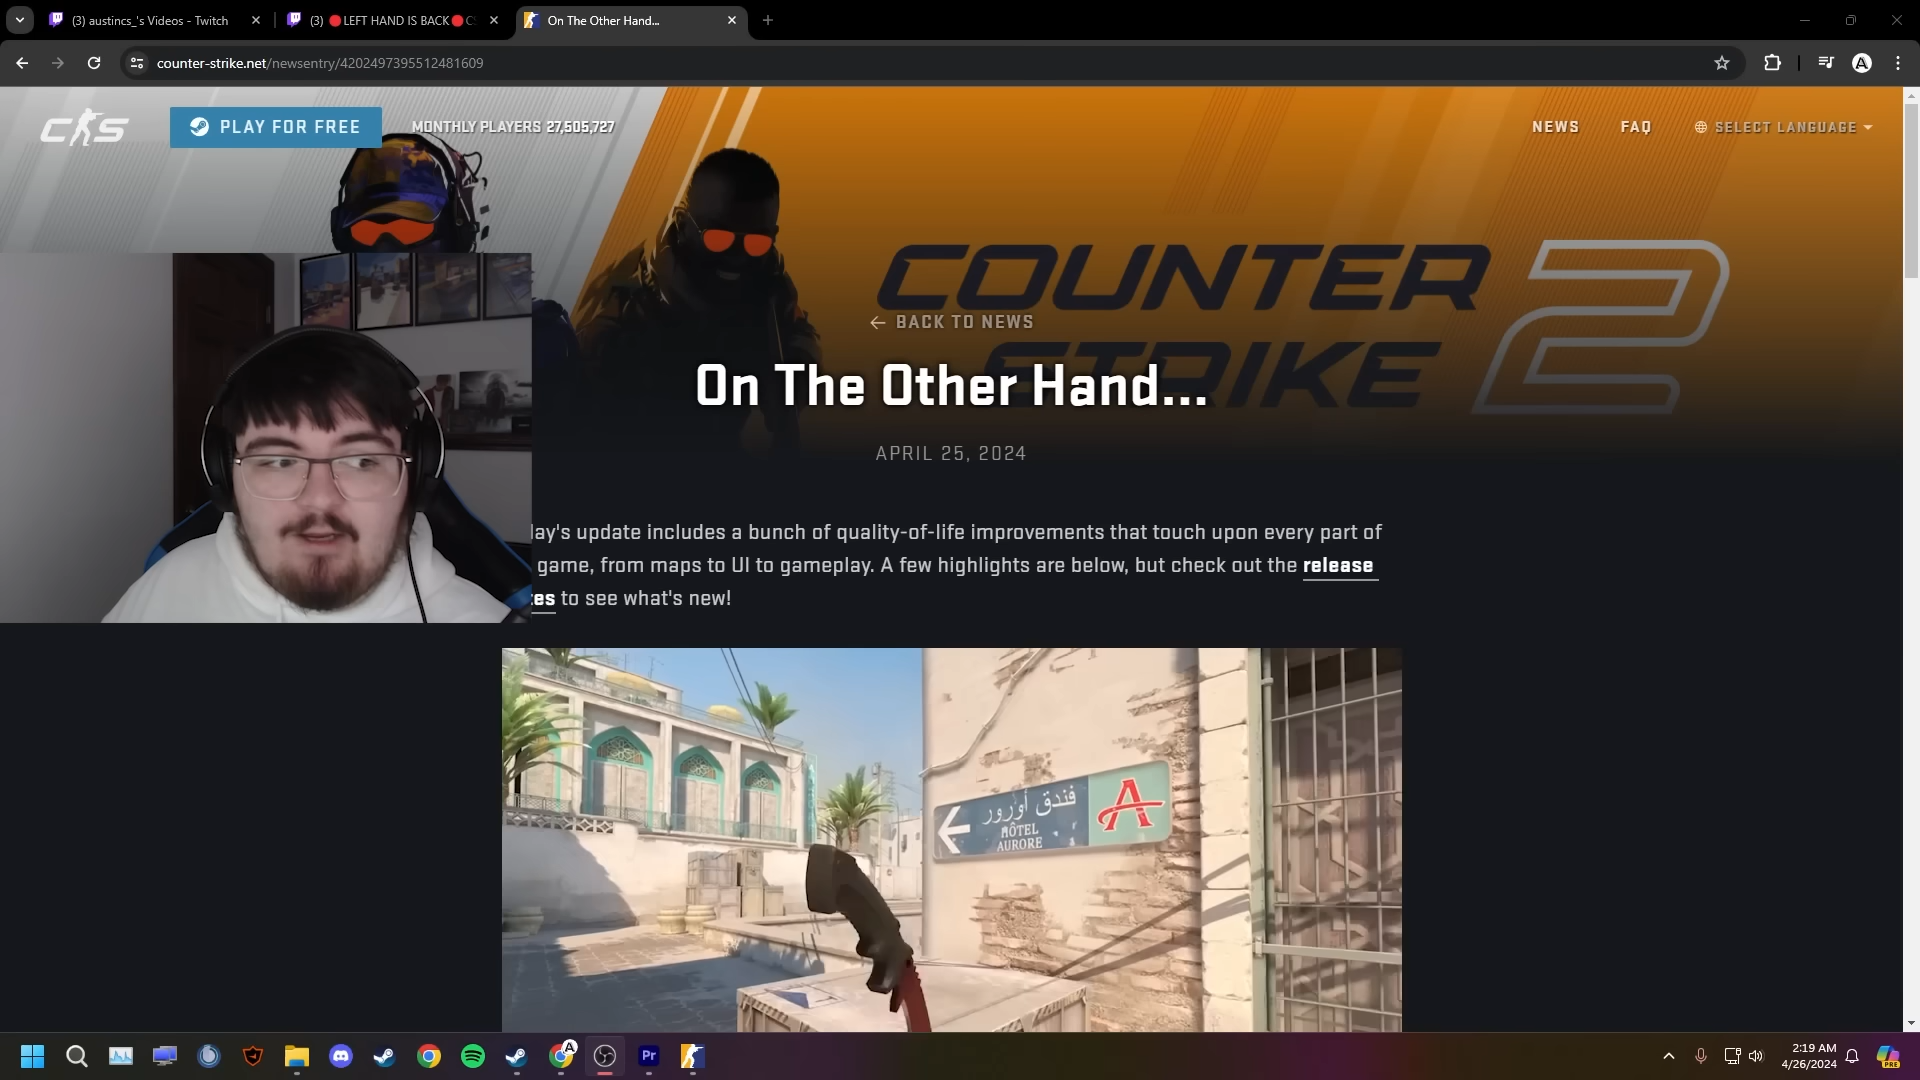 (3) austincs_'s Videos - Twitch
(3) 🔴LEFT HAND IS BACK🔴
On The Other Hand...
counter-strike.net/newsentry/4202497395512481609
PLAY FOR FREE
MONTHLY PLAYERS 27,505,727
NEWS
FAQ
SELECT LANGUAGE
COUNTER
STRIKE 2
← BACK TO NEWS
On The Other Hand...
APRIL 25, 2024
update includes a bunch of quality-of-life improvements that touch upon every part of
game, from maps to UI to gameplay. A few highlights are below, but check out the release
to see what's new!
فندق أورور
HÔTEL
AURORE
A
Pr
2:19 AM
4/26/2024
PRE